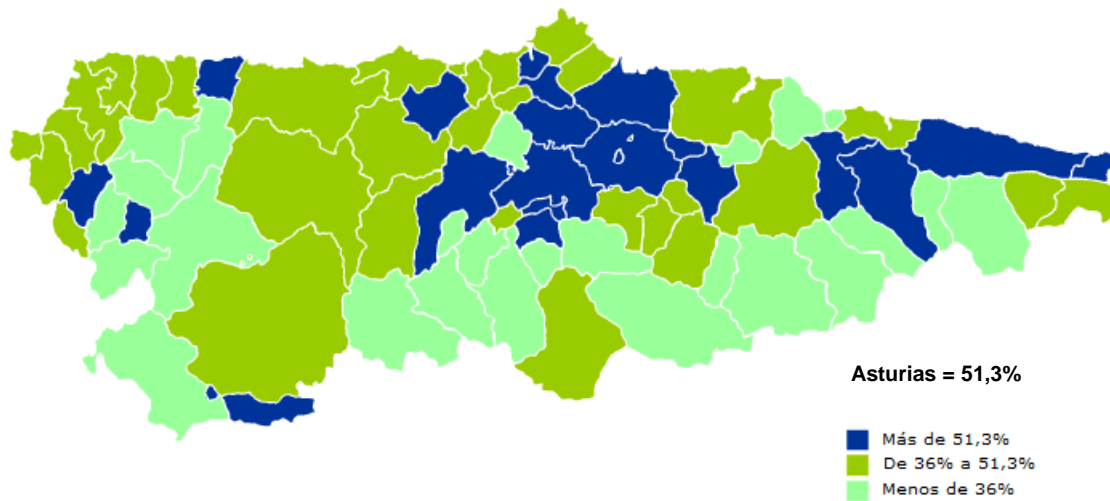 Asturias = 51,3%
Más de 51,3%
De 36% a 51,3%
Menos de 36%